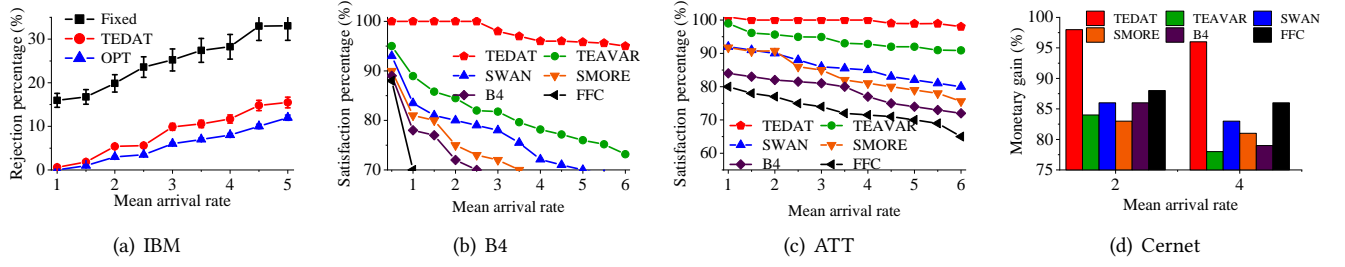 Rejection percentage (%)
30
20
10
0
Fixed
TEDAT
OPT
1 2 3 4 5
Mean arrival rate
(a) IBM
Satisfaction percentage (%)
100
90
80
70
TEDAT TEAVAR
SWAN SMORE
B4 FFC
1 2 3 4 5 6
Mean arrival rate
(b) B4
Satisfaction percentage (%)
100
90
80
70
60
TEDAT TEAVAR
SWAN SMORE
B4 FFC
1 2 3 4 5 6
Mean arrival rate
(c) ATT
Monetary gain (%)
100
95
90
85
80
75
TEDAT TEAVAR SWAN
SMORE B4 FFC
2 4
Mean arrival rate
(d) Cernet